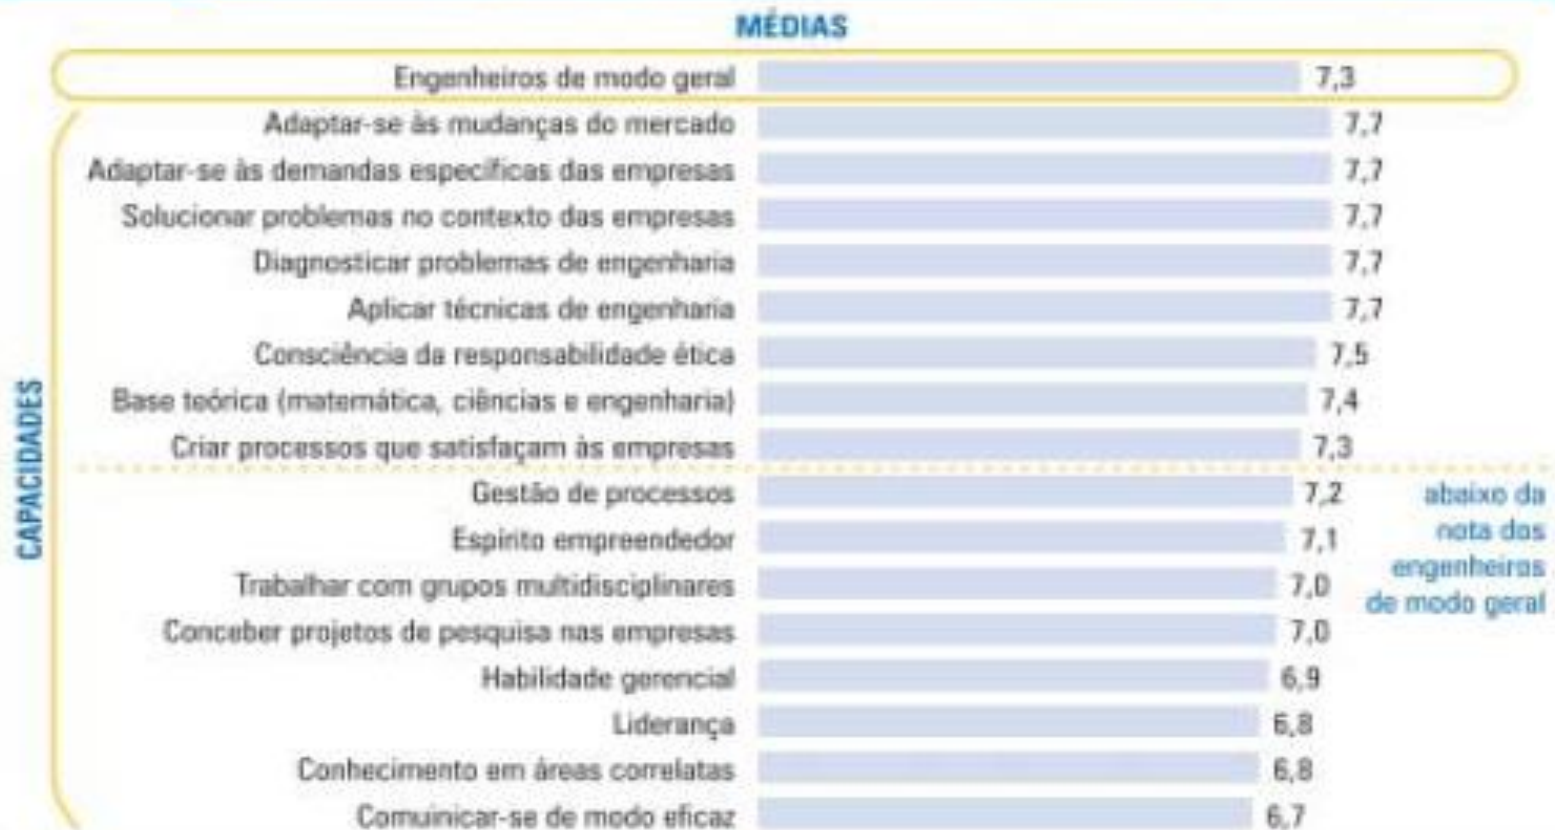 MÉDIAS
Engenheiros de modo geral 7,3
Adaptar-se às mudanças do mercado 7,7
Adaptar-se às demandas específicas das empresas 7,7
Solucionar problemas no contexto das empresas 7,7
Diagnosticar problemas de engenharia 7,7
Aplicar técnicas de engenharia 7,7
Consciência da responsabilidade ética 7,5
Base teórica (matemática, ciências e engenharia) 7,4
Criar processos que satisfaçam às empresas 7,3
Gestão de processos 7,2
Espírito empreendedor 7,1
Trabalhar com grupos multidisciplinares 7,0
Conceber projetos de pesquisa nas empresas 7,0
Habilidade gerencial 6,9
Liderança 6,8
Conhecimento em áreas correlatas 6,8
Comuinicar-se de modo eficaz 6,7
CAPACIDADES
abaixo da
nota dos
engenheiros
de modo geral